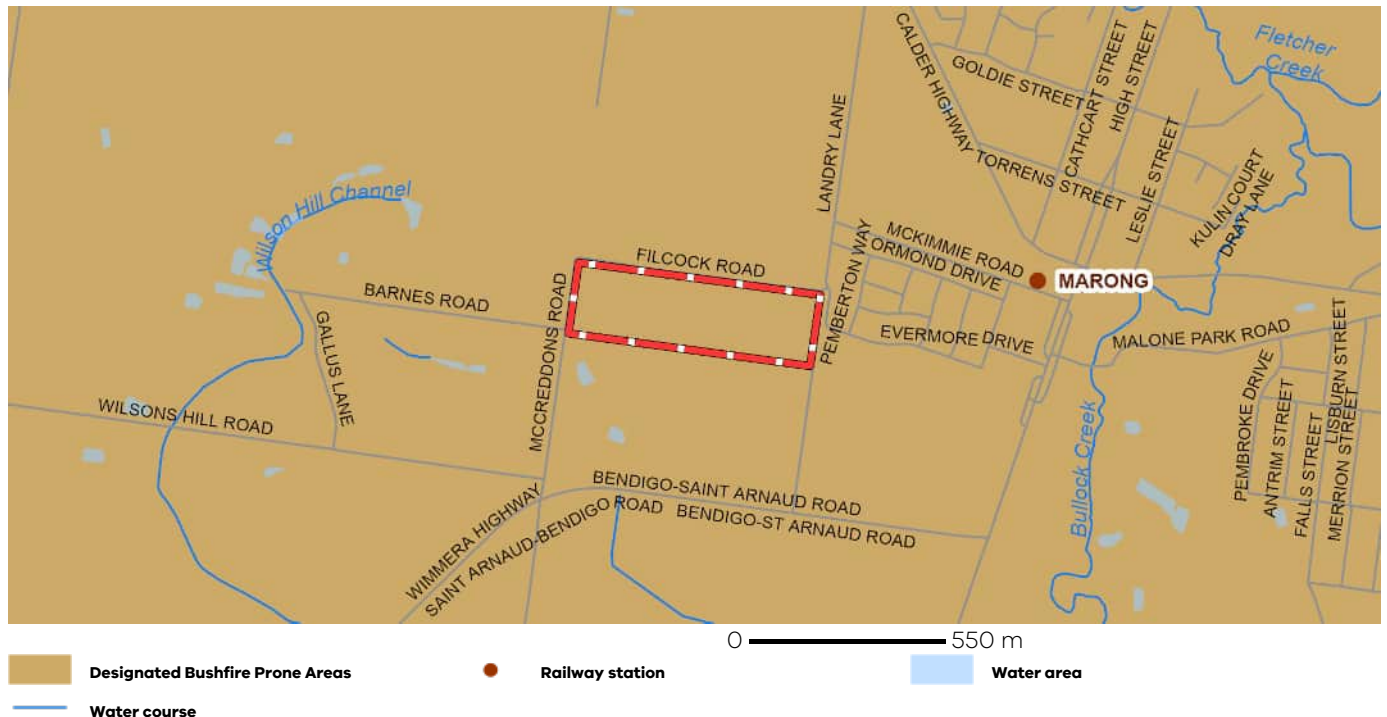 Fletcher
Creek
CALDER HIGHWAY
GOLDIE STREET
CATHCART STREET
HIGH STREET
LANDRY LANE
TORRENS STREET
LESLIE STREET
KULIN COURT
DRAY LANE
Wilson Hill Channel
MCKIMMIE ROAD
ORMOND DRIVE
FILCOCK ROAD
MARONG
BARNES ROAD
MCCREDDONS ROAD
PEMBERTON WAY
EVERMORE DRIVE
MALONE PARK ROAD
GALLUS LANE
LISBURN STREET
PEMBROKE DRIVE
ANTRIM STREET
FALLS STREET
MERRION STREET
WILSONS HILL ROAD
Bullock Creek
BENDIGO-SAINT ARNAUD ROAD
BENDIGO-ST ARNAUD ROAD
WIMMERA HIGHWAY
SAINT ARNAUD-BENDIGO ROAD
0 550 m
Designated Bushfire Prone Areas
Railway station
Water area
Water course